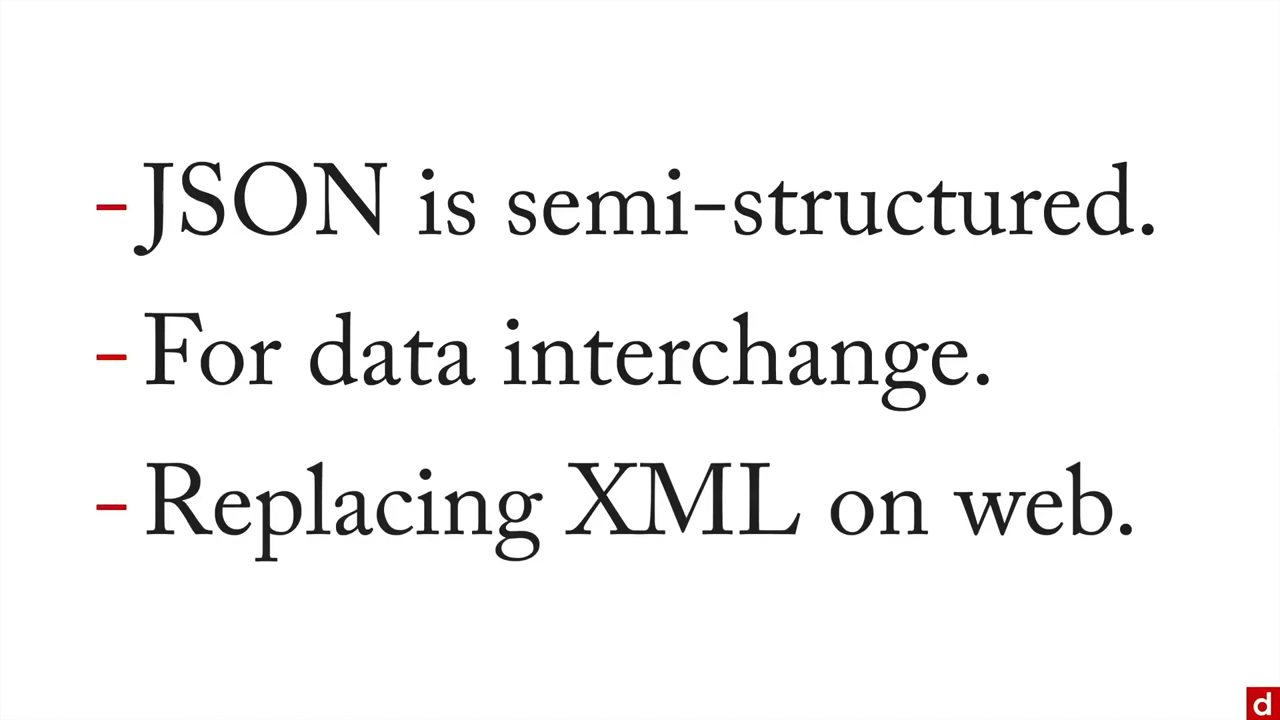 - JSON is semi-structured.
- For data interchange.
- Replacing XML on web.
d